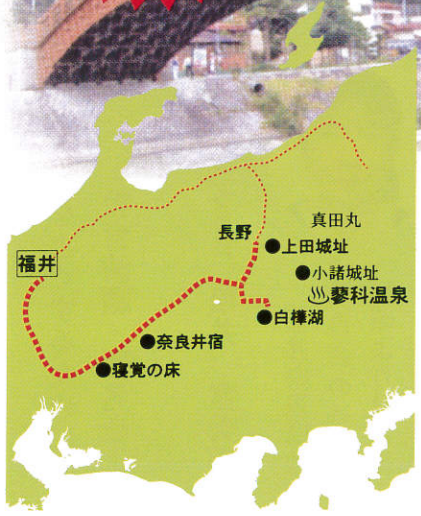 真田丸
長野
●上田城址
福井
●小諸城址
♨蓼科温泉
●白樺湖
●奈良井宿
●寝覚の床